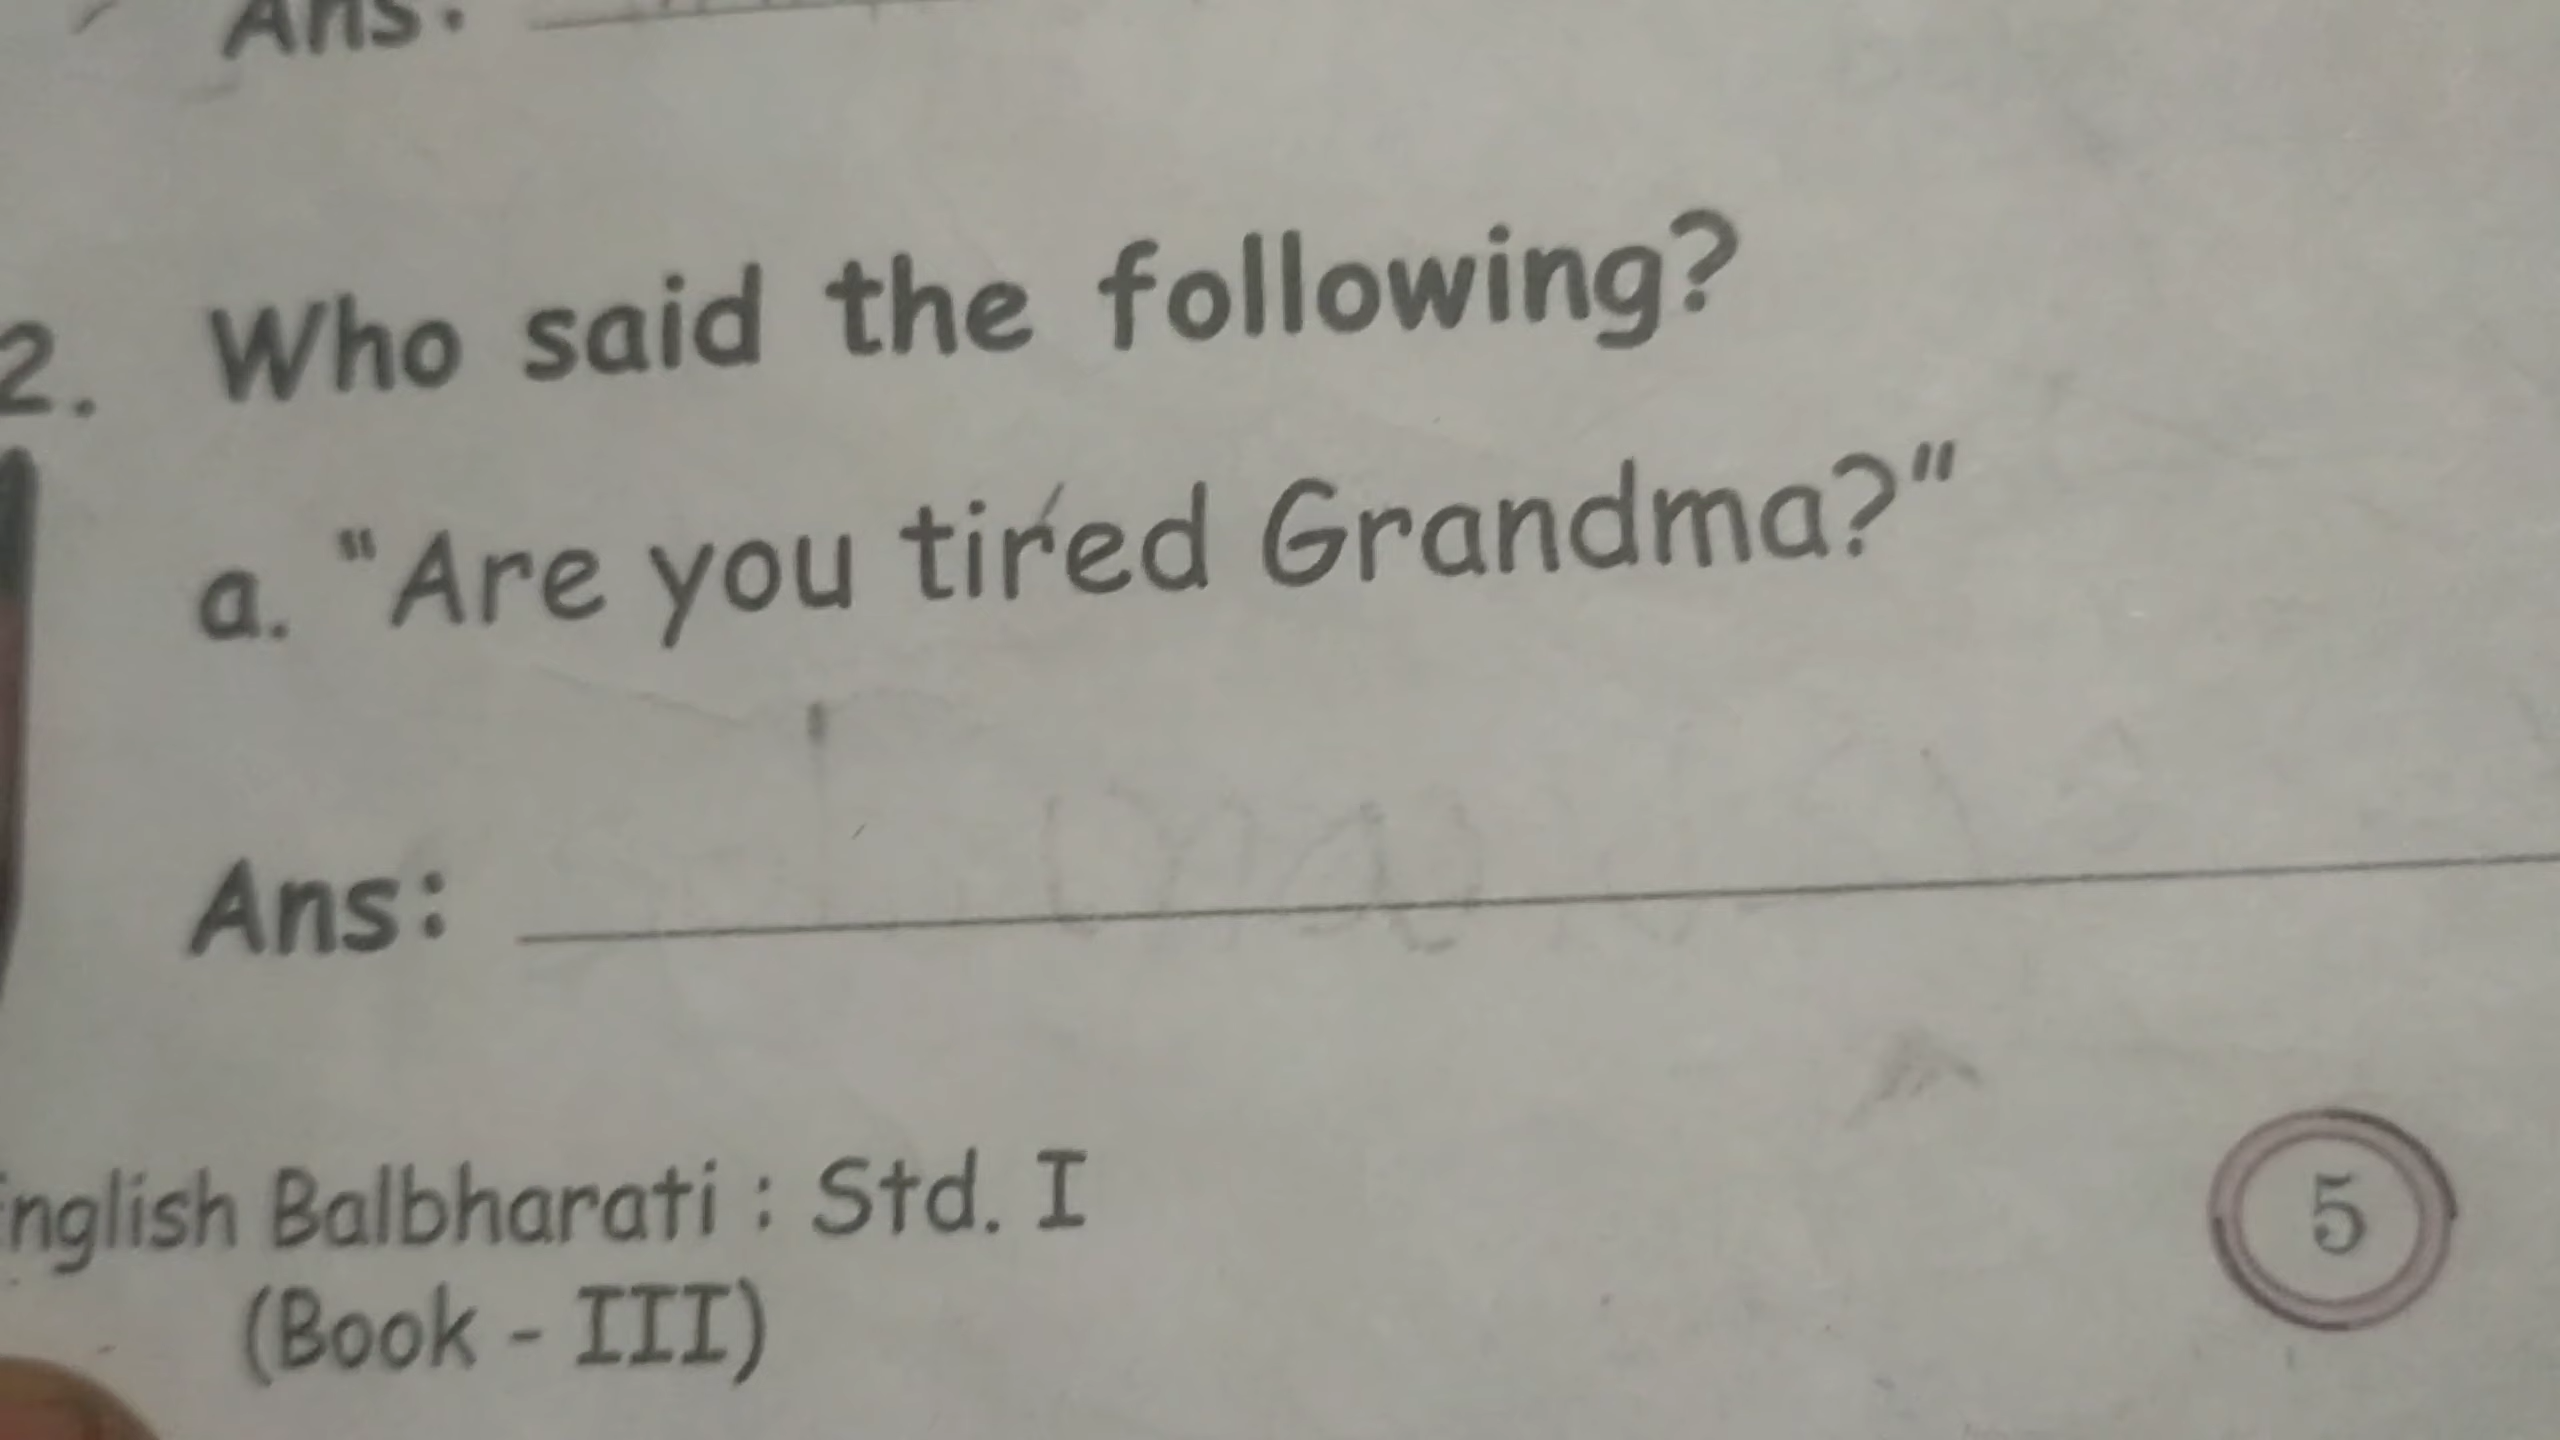 Ans.
2. Who said the following?
a. "Are you tired Grandma?"
Ans:
English Balbharati : Std. I
(Book - III)
5